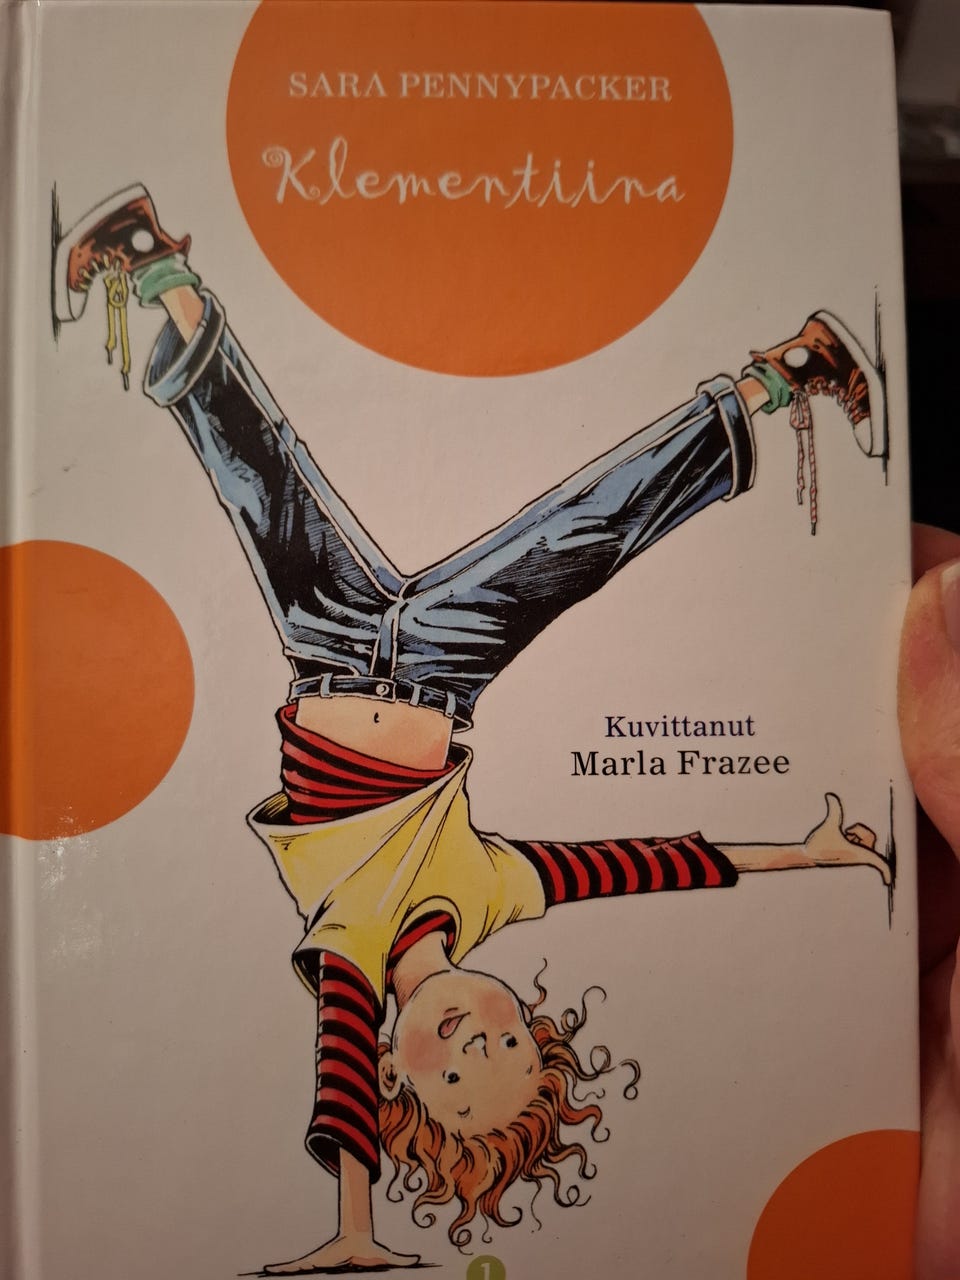 SARA PENNYPACKER
Klementiina
Kuvittanut
Marla Frazee
1